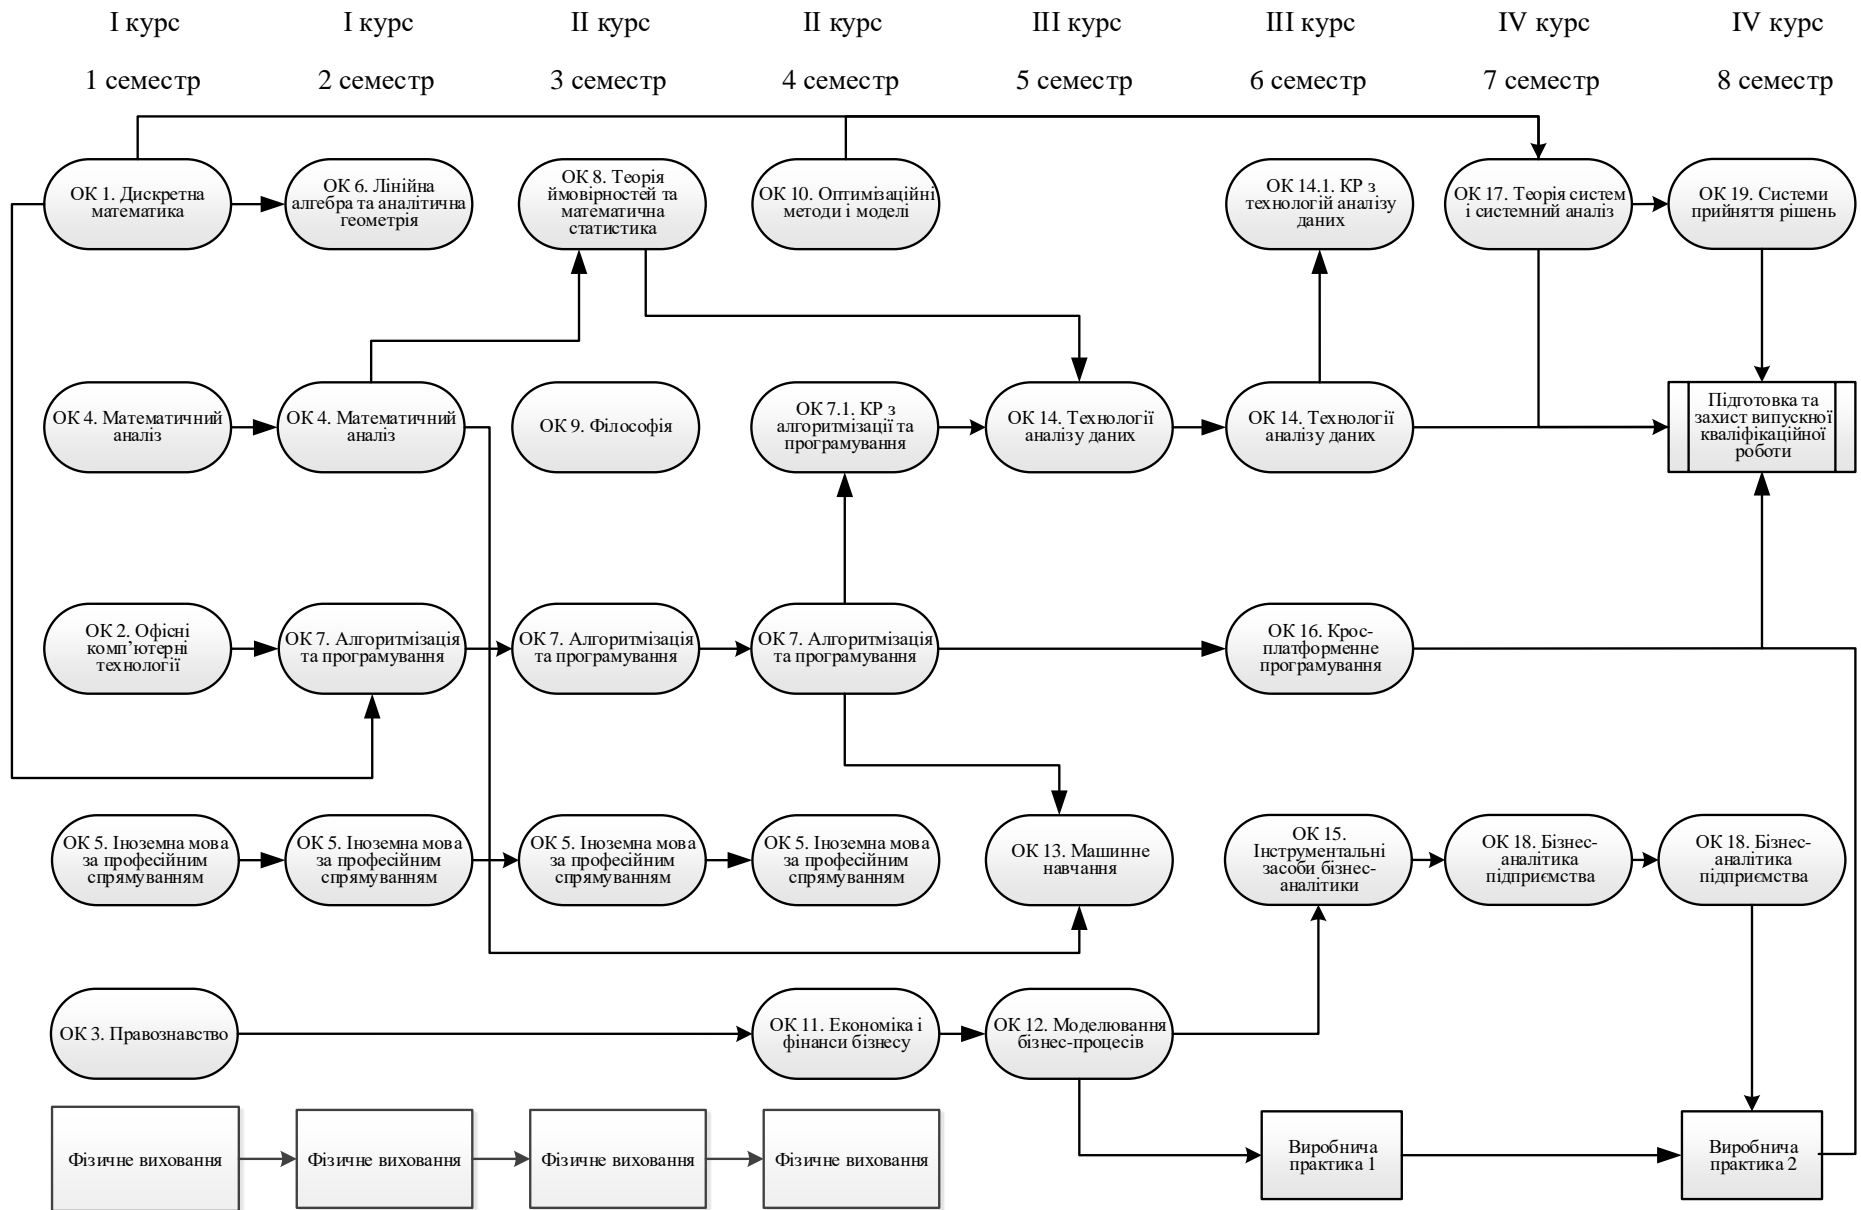 I курс
I курс
II курс
II курс
III курс
III курс
IV курс
IV курс
1 семестр
2 семестр
3 семестр
4 семестр
5 семестр
6 семестр
7 семестр
8 семестр
ОК 1. Дискретна
математика
ОК 6. Лінійна
алгебра та аналітична
геометрія
ОК 8. Теорія
ймовірностей та
математична
статистика
ОК 10. Оптимізаційні
методи і моделі
ОК 14.1. КР з
технологій аналізу
даних
ОК 17. Теорія систем
і системний аналіз
ОК 19. Системи
прийняття рішень
ОК 4. Математичний
аналіз
ОК 4. Математичний
аналіз
ОК 9. Філософія
ОК 7.1. КР з
алгоритмізації та
програмування
ОК 14. Технології
аналізу даних
ОК 14. Технології
аналізу даних
Підготовка та
захист випускної
кваліфікаційної
роботи
ОК 2. Офісні
комп’ютерні
технології
ОК 7. Алгоритмізація
та програмування
ОК 7. Алгоритмізація
та програмування
ОК 7. Алгоритмізація
та програмування
ОК 16. Крос-
платформенне
програмування
ОК 5. Іноземна мова
за професійним
спрямуванням
ОК 5. Іноземна мова
за професійним
спрямуванням
ОК 5. Іноземна мова
за професійним
спрямуванням
ОК 5. Іноземна мова
за професійним
спрямуванням
ОК 13. Машинне
навчання
ОК 15.
Інструментальні
засоби бізнес-
аналітики
ОК 18. Бізнес-
аналітика
підприємства
ОК 18. Бізнес-
аналітика
підприємства
ОК 3. Правознавство
ОК 11. Економіка і
фінанси бізнесу
ОК 12. Моделювання
бізнес-процесів
Фізичне виховання
Фізичне виховання
Фізичне виховання
Фізичне виховання
Виробнича
практика 1
Виробнича
практика 2